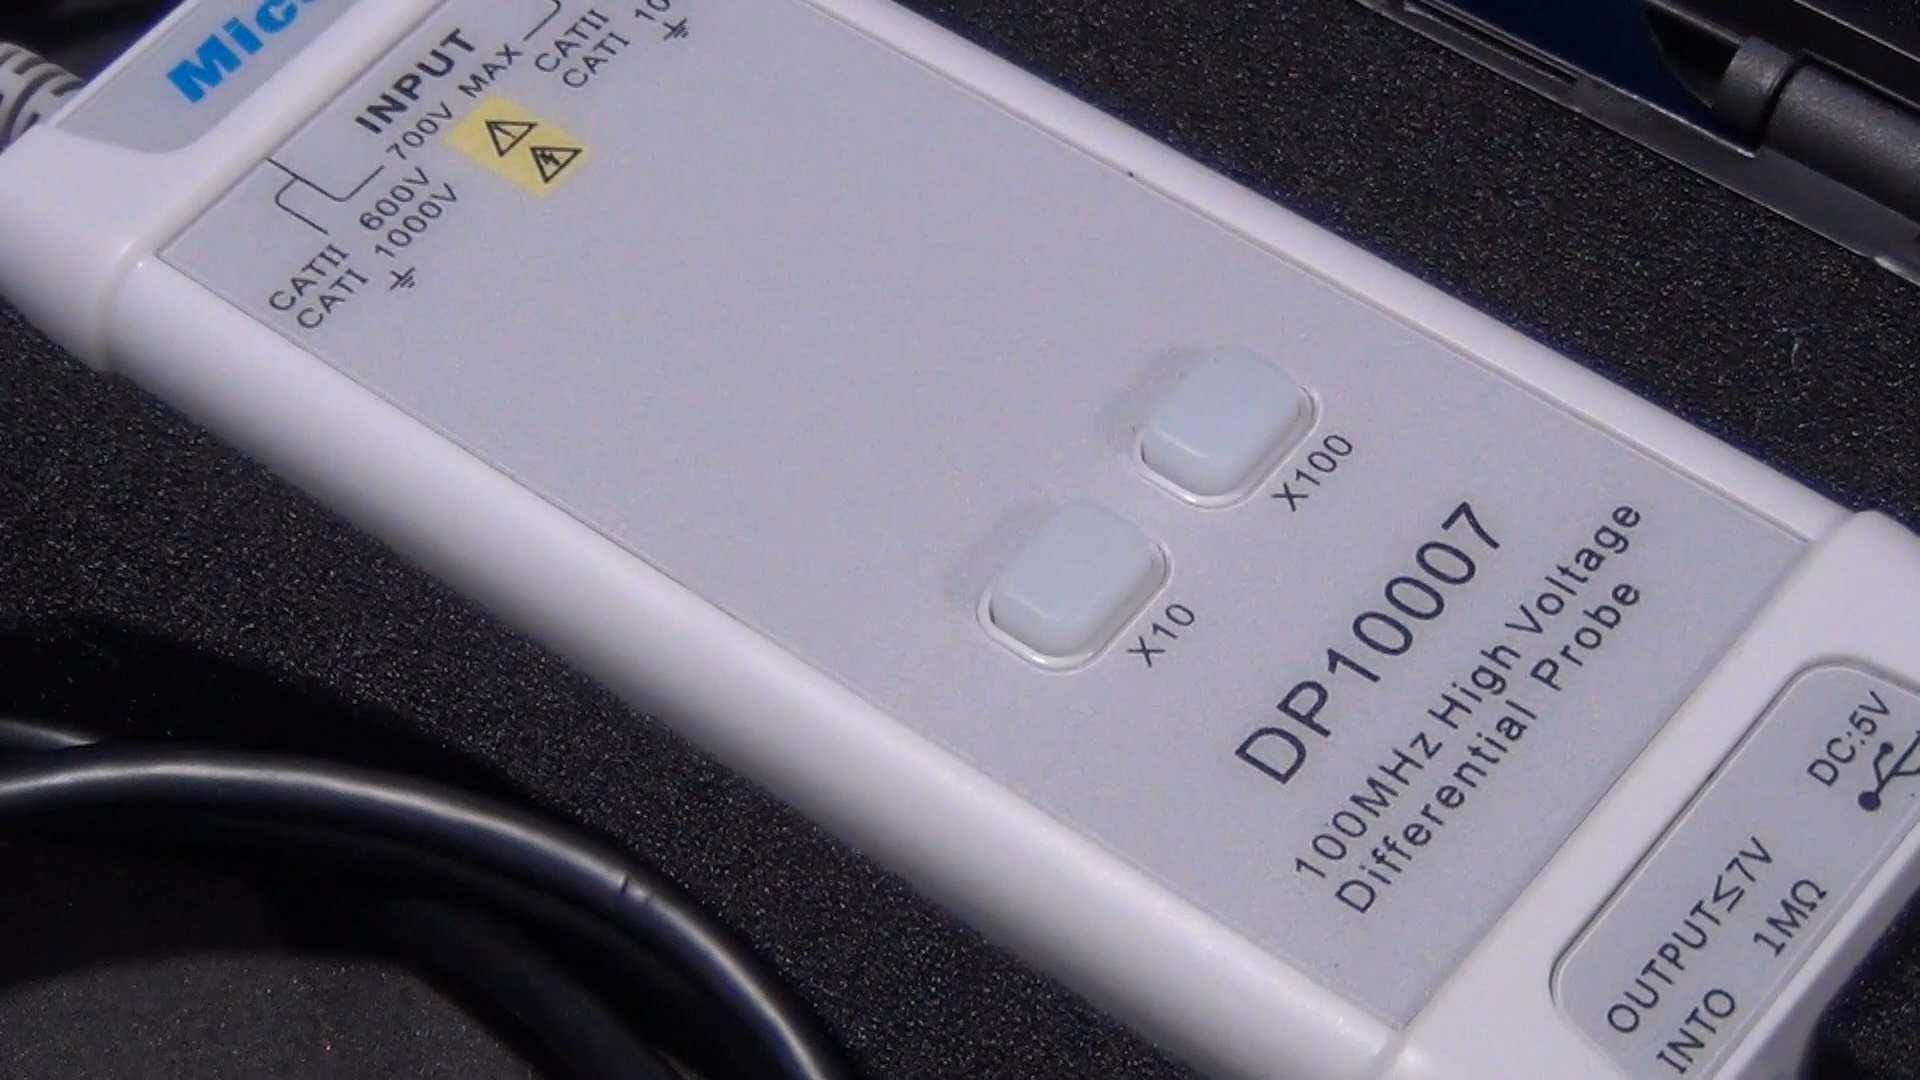 INPUT
700V MAX
CATII 600V
CATI 1000V
CATII
CATI
X100
X10
DP10007
100MHz High Voltage
Differential Probe
DC:5V
OUTPUT≤7V
INTO 1MΩ